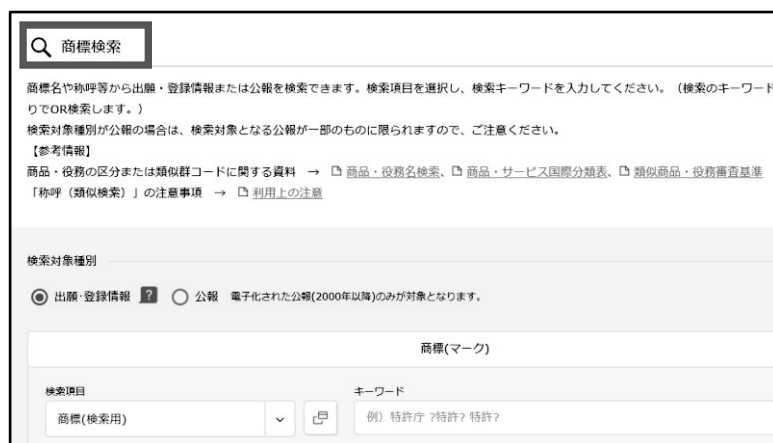 商標検索
商標名や称呼等から出願・登録情報または公報を検索できます。検索項目を選択し、検索キーワードを入力してください。（検索のキーワード
りでOR検索します。）
検索対象種別が公報の場合は、検索対象となる公報が一部のものに限られますので、ご注意ください。
【参考情報】
商品・役務の区分または類似群コードに関する資料 → 商品・役務名検索、商品・サービス国際分類表、類似商品・役務審査基準
「称呼（類似検索）」の注意事項 → 利用上の注意
検索対象種別
出願・登録情報 ? 公報 電子化された公報(2000年以降)のみが対象となります。
商標(マーク)
検索項目 キーワード
商標(検索用) 例）特許庁 ?特許? 特許?